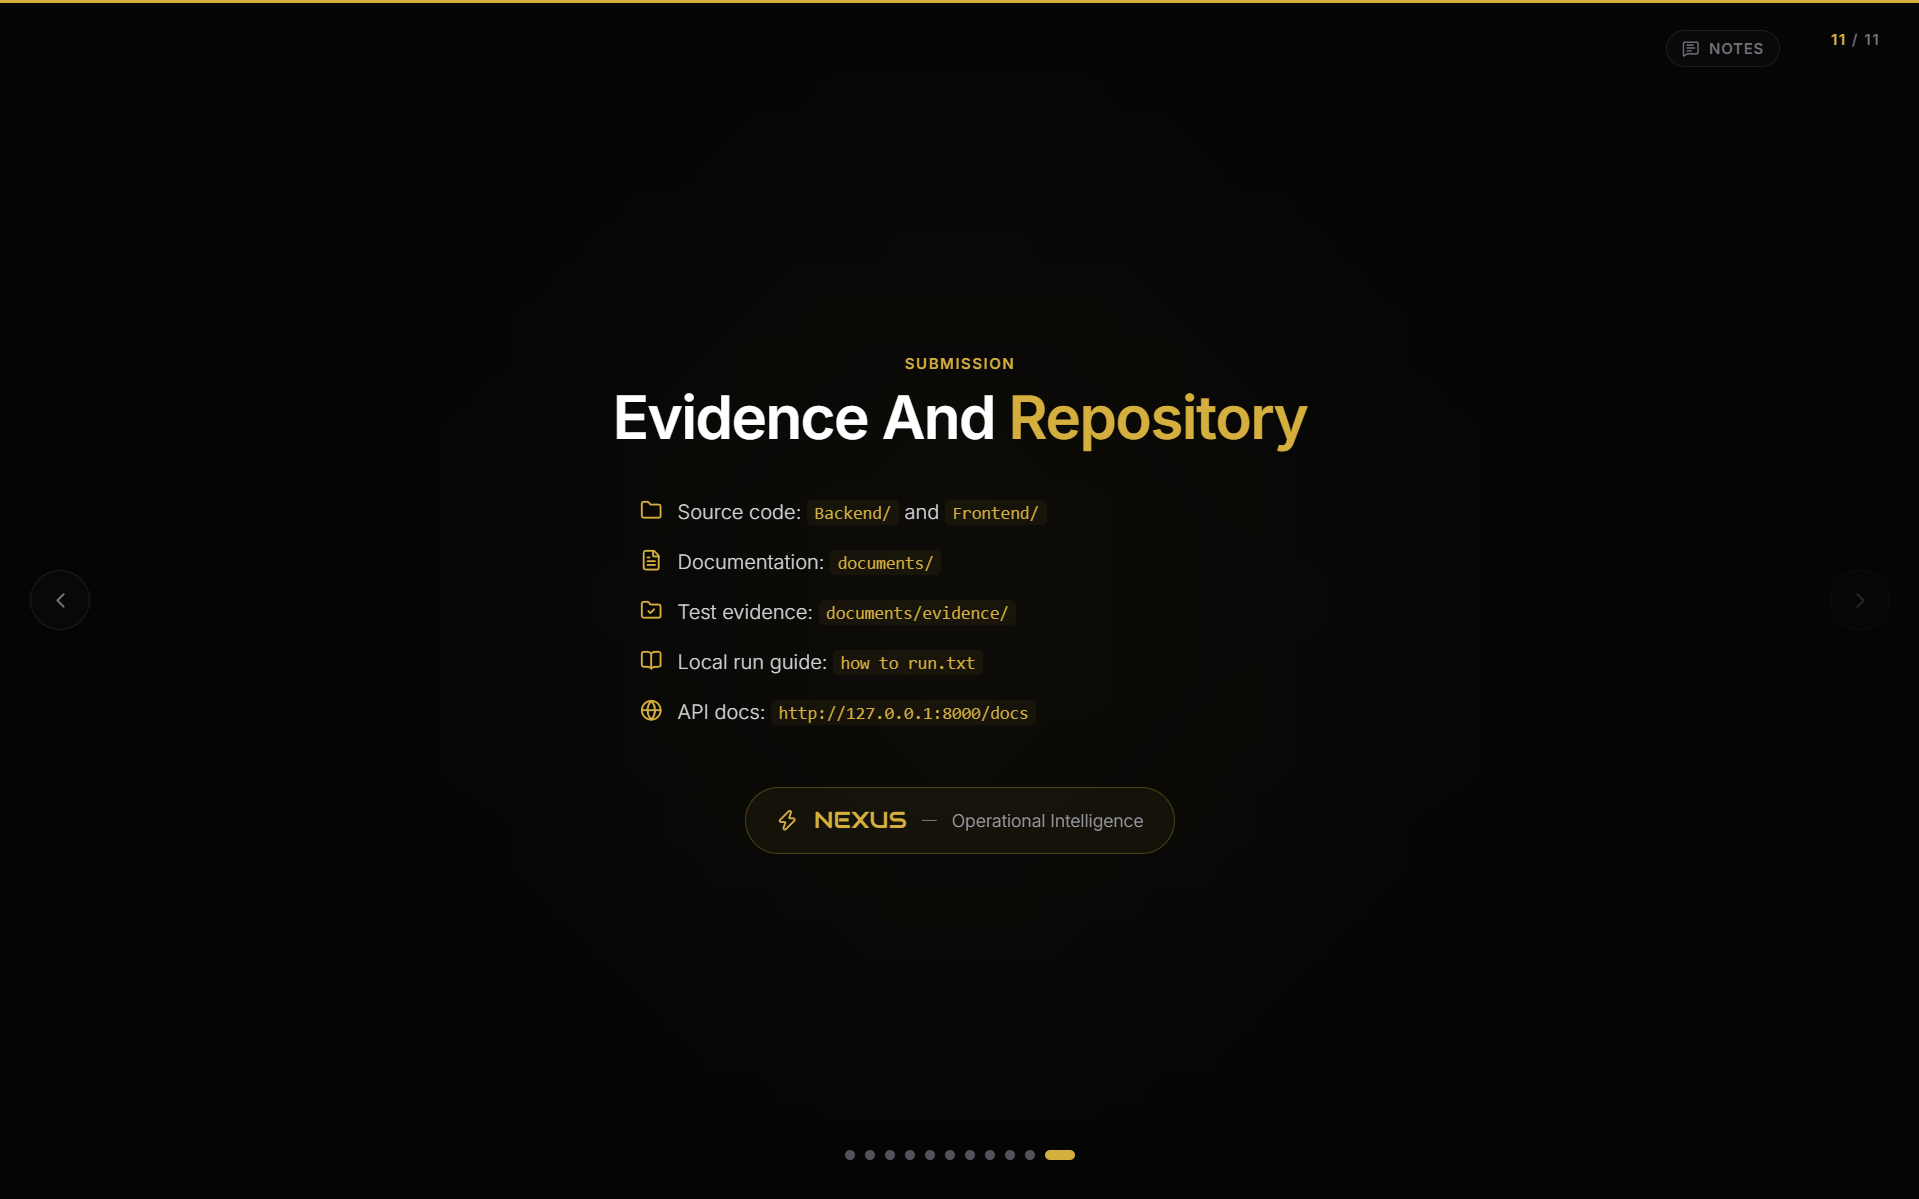 NOTES
11 / 11
SUBMISSION
Evidence And Repository
Source code: Backend/ and Frontend/
Documentation: documents/
Test evidence: documents/evidence/
Local run guide: how to run.txt
API docs: http://127.0.0.1:8000/docs
NEXUS — Operational Intelligence